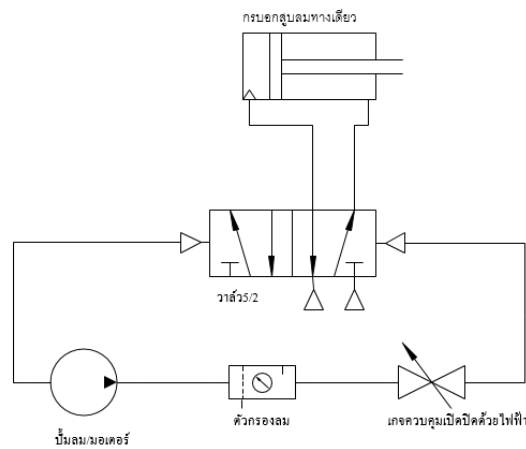 กรบอกสูบลมทางเดียว
วาล์ว5/2
ปั๊มลม/มอเตอร์
ตัวกรองลม
เกจควบคุมเปิดปิดด้วยไฟฟ้า